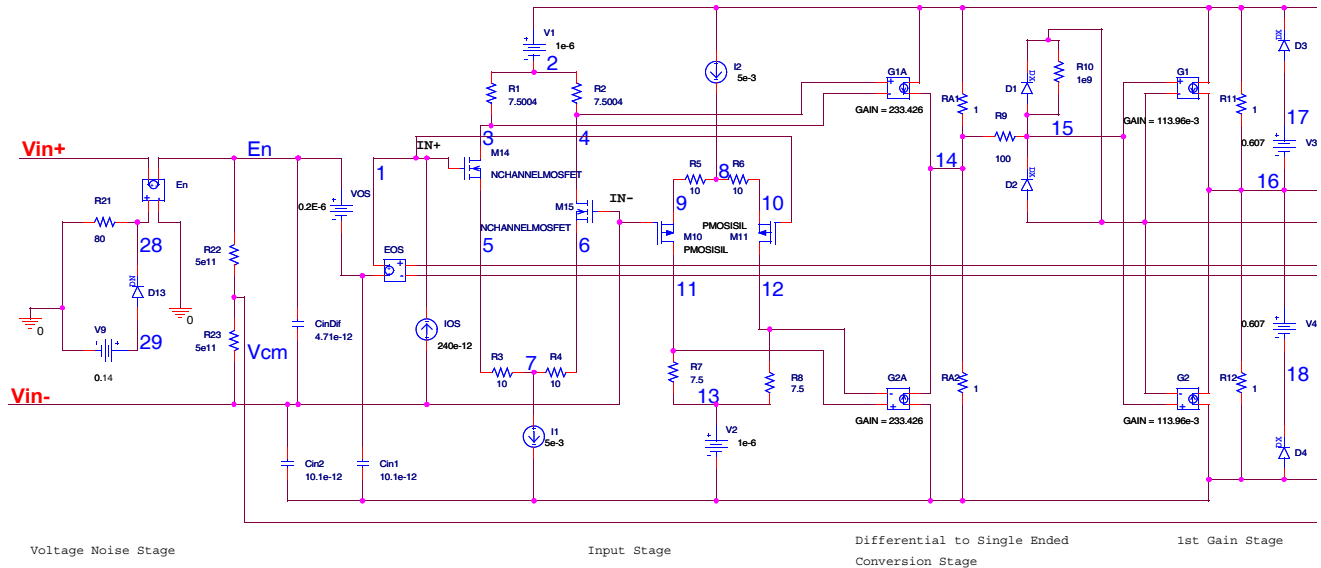 V1
1e-6
2
R1
7.5004
R2
7.5004
I2
5e-3
G1A
GAIN = 233.426
RA1
1
DX
D1
R10
1e9
R9
100
15
DX
D2
G1
GAIN = 113.96e-3
R11
1
DX
D3
17
0.607
V3
16
Vin+
En
En
1
IN+
3
M14
NCHANNELMOSFET
4
R5
10
8
R6
10
14
R21
80
28
DN
D13
0
V9
29
0.14
0
R22
5e11
R23
5e11
Vcm
0.2E-6
VOS
EOS
CinDif
4.71e-12
IOS
240e-12
M15
NCHANNELMOSFET
IN-
5
6
9
10
PMOSISIL
M10
M11
PMOSISIL
11
12
R3
10
7
R4
10
R7
7.5
13
R8
7.5
G2A
GAIN = 233.426
RA2
1
G2
GAIN = 113.96e-3
R12
1
0.607
V4
18
DX
D4
Vin-
Cin2
10.1e-12
Cin1
10.1e-12
I1
5e-3
V2
1e-6
Voltage Noise Stage
Input Stage
Differential to Single Ended
Conversion Stage
1st Gain Stage